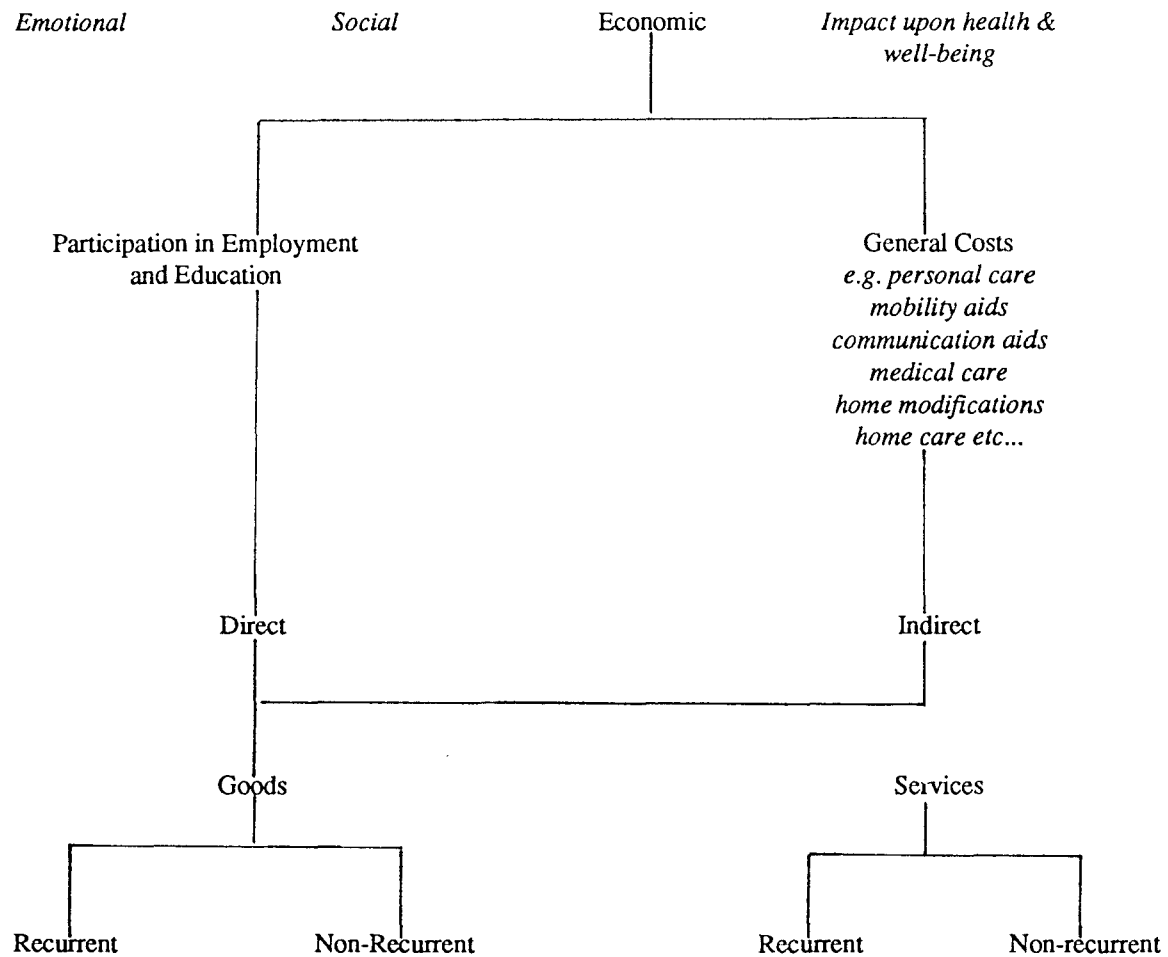 Emotional Social Economic Impact upon health &
well-being
Participation in Employment
and Education
General Costs
e.g. personal care
mobility aids
communication aids
medical care
home modifications
home care etc...
Direct Indirect
Goods Services
Recurrent Non-Recurrent Recurrent Non-recurrent